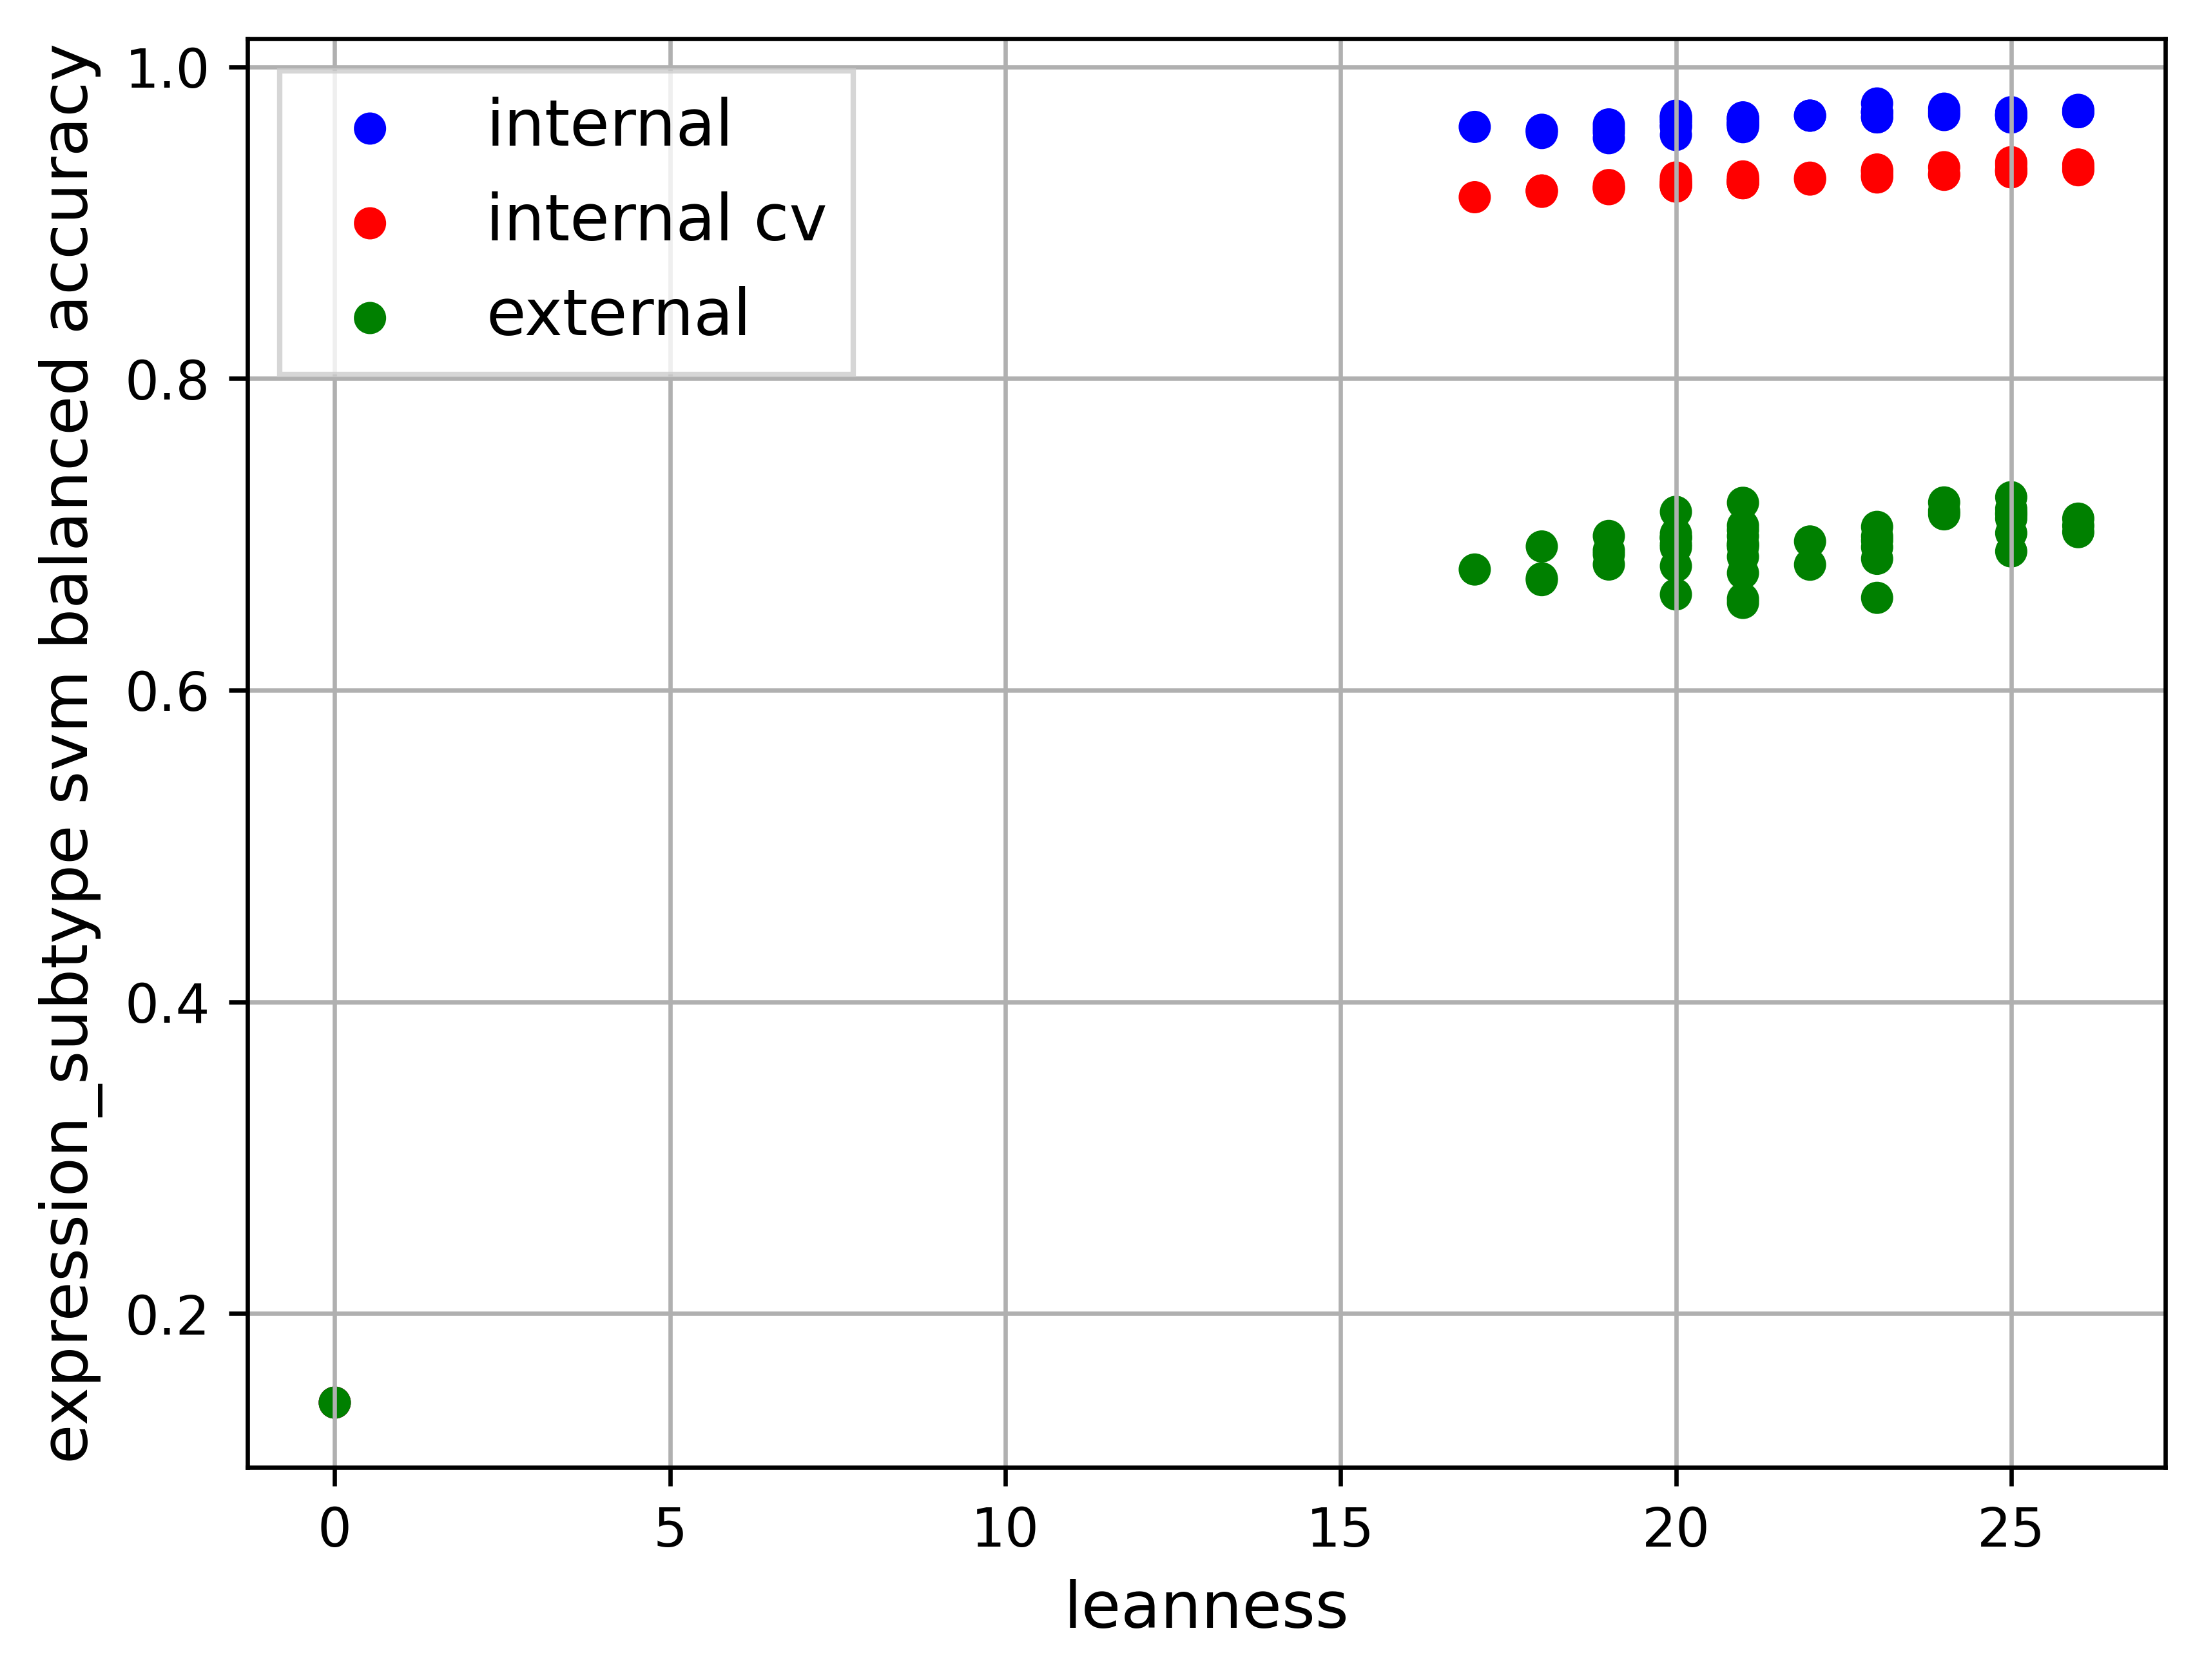 expression_subtype svm balanced accuracy
1.0
0.8
0.6
0.4
0.2
internal
internal cv
external
0 5 10 15 20 25
leanness